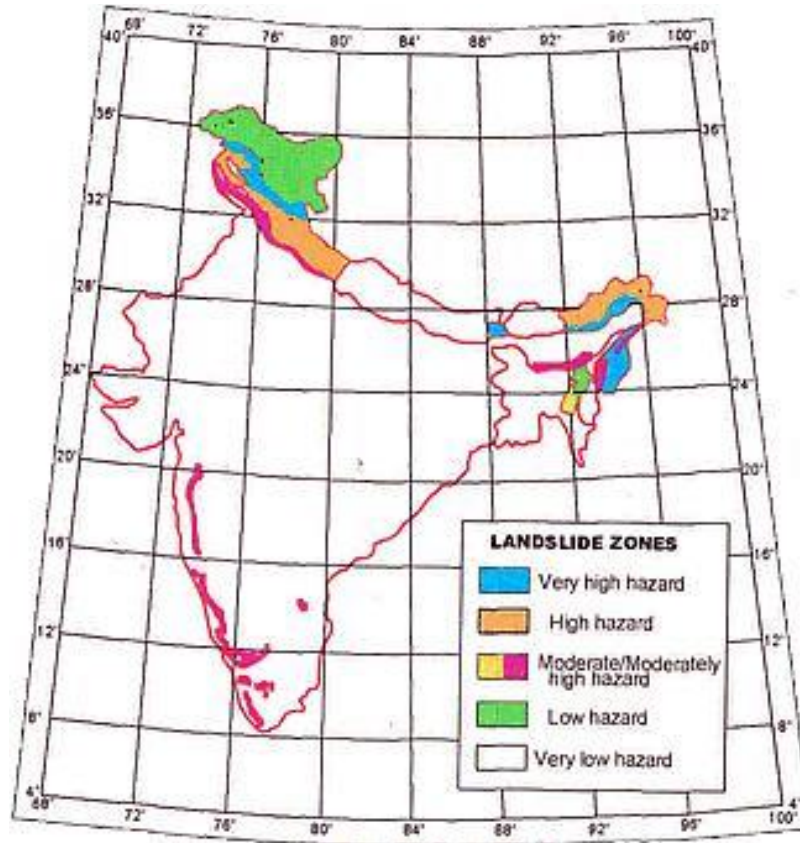 68' 72' 76' 80' 84' 88' 92' 96' 100'
40' 40'
36' 36'
32' 32'
28' 28'
24' 24'
20' 20'
16' 16'
LANDSLIDE ZONES
Very high hazard
High hazard
Moderate/Moderately
high hazard
Low hazard
Very low hazard
12' 12'
8' 8'
4' 4'
68' 72' 76' 80' 84' 88' 92' 96' 100'